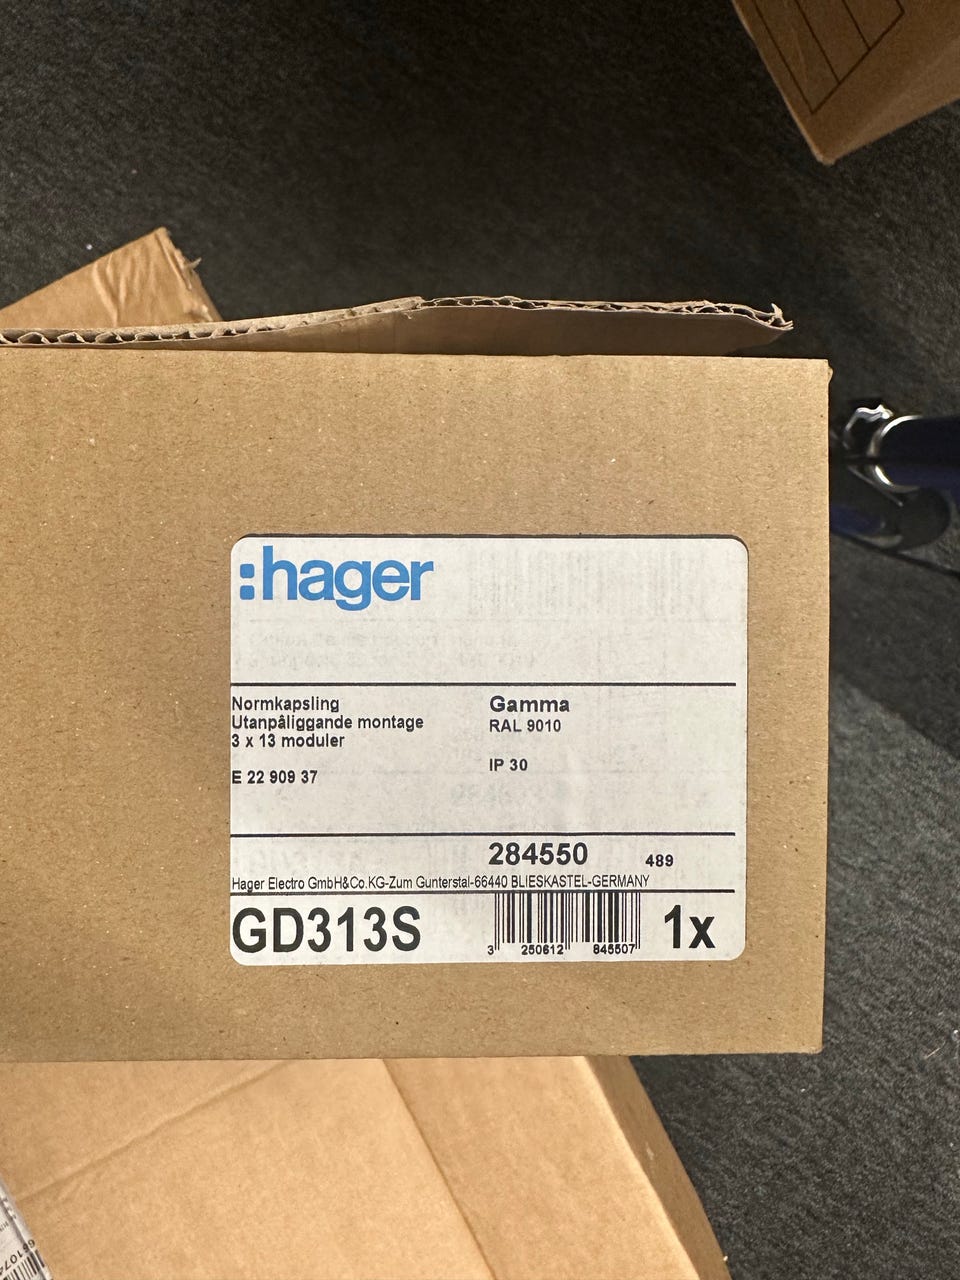 :hager
Normkapsling
Utanpåliggande montage
3 x 13 moduler
E 22 909 37
Gamma
RAL 9010
IP 30
284550 489
Hager Electro GmbH&Co.KG-Zum Gunterstal-66440 BLIESKASTEL-GERMANY
GD313S
3 250612 845507
1x